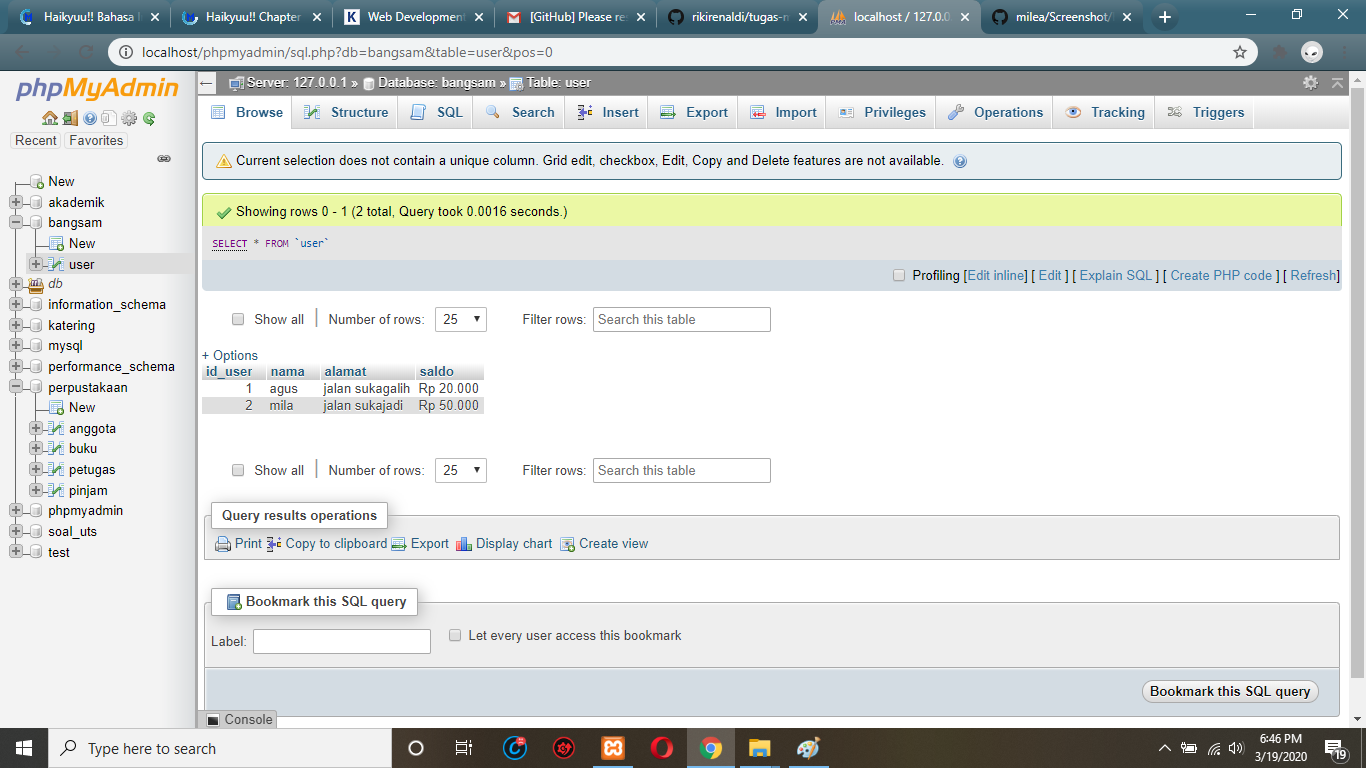 Haikyuu!! Bahasa I
Haikyuu!! Chapter
Web Development
[GitHub] Please re
rikirenaldi/tugas-m
localhost / 127.0.0
milea/Screenshot/
localhost/phpmyadmin/sql.php?db=bangsam&table=user&pos=0
phpMyAdmin
Recent Favorites
New
akademik
bangsam
New
user
db
information_schema
katering
mysql
performance_schema
perpustakaan
New
anggota
buku
petugas
pinjam
phpmyadmin
soal_uts
test
Server: 127.0.0.1 » Database: bangsam » Table: user
Browse Structure SQL Search Insert Export Import Privileges Operations Tracking Triggers
Current selection does not contain a unique column. Grid edit, checkbox, Edit, Copy and Delete features are not available.
Showing rows 0 - 1 (2 total, Query took 0.0016 seconds.)
SELECT * FROM `user`
Profiling [Edit inline] [ Edit ] [ Explain SQL ] [ Create PHP code ] [ Refresh]
Show all | Number of rows: 25 Filter rows: Search this table
+ Options
id_user nama alamat saldo
1 agus jalan sukagalih Rp 20.000
2 mila jalan sukajadi Rp 50.000
Show all | Number of rows: 25 Filter rows: Search this table
Query results operations
Print Copy to clipboard Export Display chart Create view
Bookmark this SQL query
Label: Let every user access this bookmark
Bookmark this SQL query
Console
Type here to search
6:46 PM
3/19/2020
19